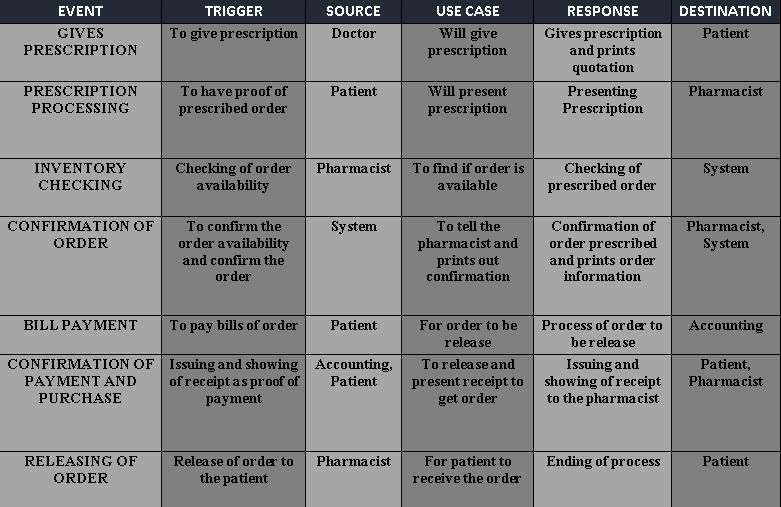 EVENT TRIGGER SOURCE USE CASE RESPONSE DESTINATION
GIVES PRESCRIPTION
To give prescription
Doctor
Will give
prescription
Gives prescription
and prints
quotation
Patient
PRESCRIPTION
PROCESSING
To have proof of
prescribed order
Patient
Will present
prescription
Presenting
Prescription
Pharmacist
INVENTORY
CHECKING
Checking of order
availability
Pharmacist
To find if order is
available
Checking of
prescribed order
System
CONFIRMATION OF
ORDER
To confirm the
order availability
and confirm the
order
System
To tell the
pharmacist and
prints out
confirmation
Confirmation of
order prescribed
and prints order
information
Pharmacist,
System
BILL PAYMENT
To pay bills of order
Patient
For order to be
release
Process of order to
be release
Accounting
CONFIRMATION OF
PAYMENT AND
PURCHASE
Issuing and showing
of receipt as proof of
payment
Accounting,
Patient
To release and
present receipt to
get order
Issuing and
showing of receipt
to the pharmacist
Patient,
Pharmacist
RELEASING OF
ORDER
Release of order to
the patient
Pharmacist
For patient to
receive the order
Ending of process
Patient